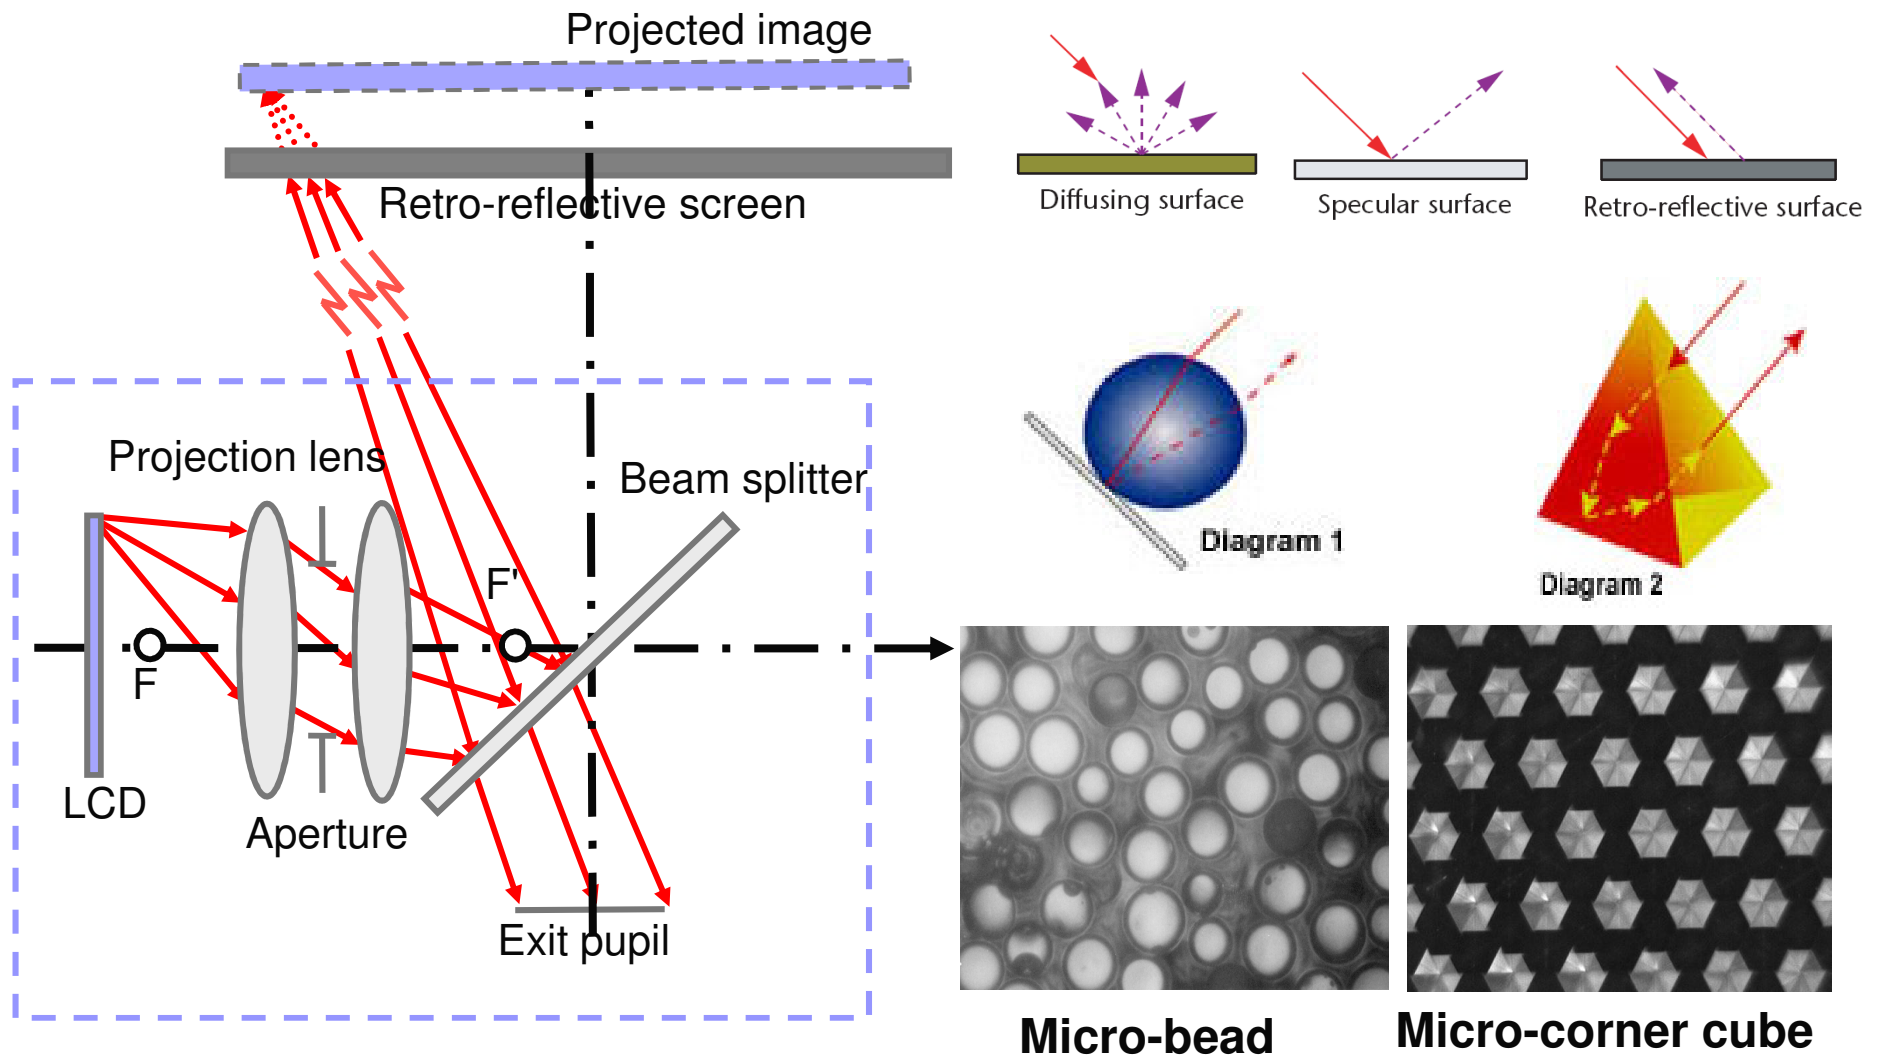 Projected image
Retro-reflective screen
Projection lens
Beam splitter
F'
F
LCD
Aperture
Exit pupil
Diffusing surface
Specular surface
Retro-reflective surface
Diagram 1
Diagram 2
Micro-bead
Micro-corner cube